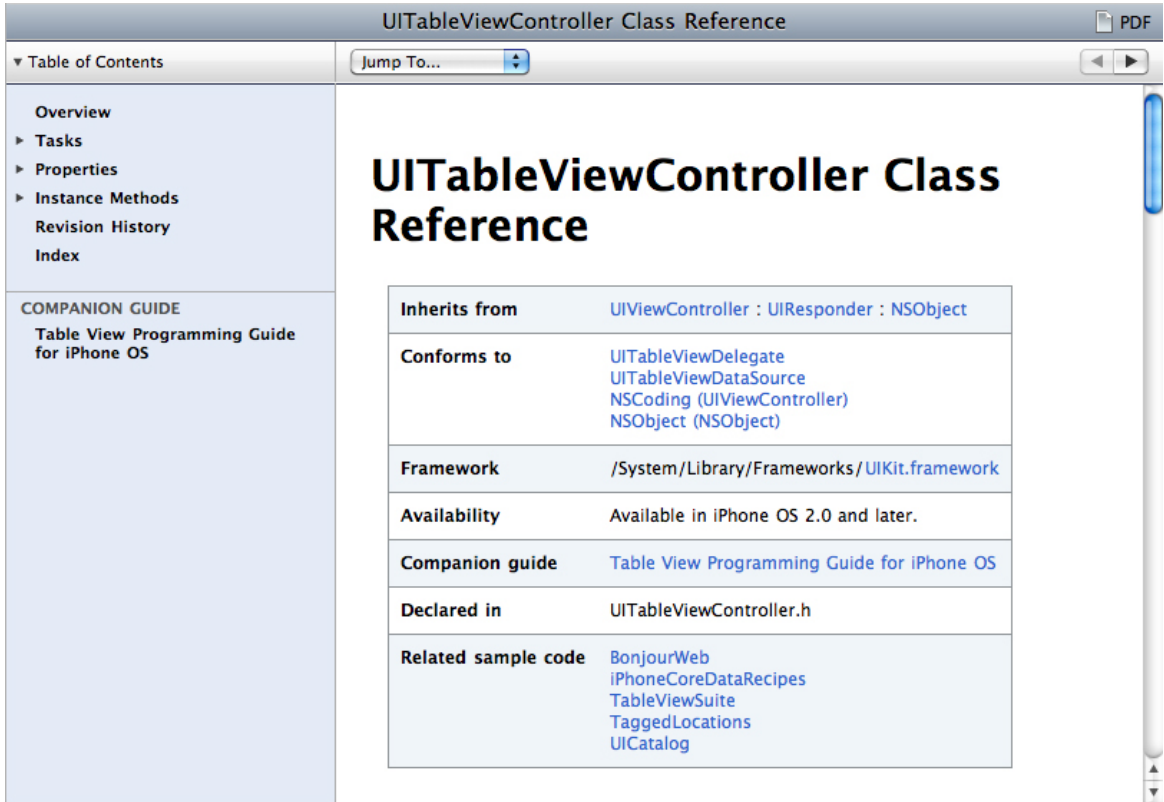 UITableViewController Class Reference
PDF
Table of Contents
Jump To...
Overview
Tasks
Properties
Instance Methods
Revision History
Index
COMPANION GUIDE
Table View Programming Guide
for iPhone OS
UITableViewController Class
Reference
Inherits from UIViewController : UIResponder : NSObject
Conforms to UITableViewDelegate
UITableViewDataSource
NSCoding (UIViewController)
NSObject (NSObject)
Framework /System/Library/Frameworks/UIKit.framework
Availability Available in iPhone OS 2.0 and later.
Companion guide Table View Programming Guide for iPhone OS
Declared in UITableViewController.h
Related sample code BonjourWeb
iPhoneCoreDataRecipes
TableViewSuite
TaggedLocations
UICatalog